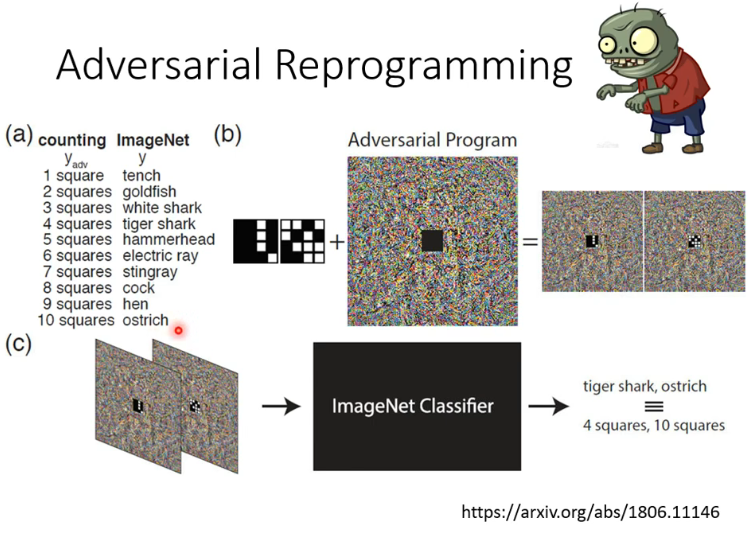 Adversarial Reprogramming
(a) counting ImageNet
y_adv y
1 square tench
2 squares goldfish
3 squares white shark
4 squares tiger shark
5 squares hammerhead
6 squares electric ray
7 squares stingray
8 squares cock
9 squares hen
10 squares ostrich
(b)
Adversarial Program
+
=
(c)
ImageNet Classifier
tiger shark, ostrich
≡
4 squares, 10 squares
https://arxiv.org/abs/1806.11146